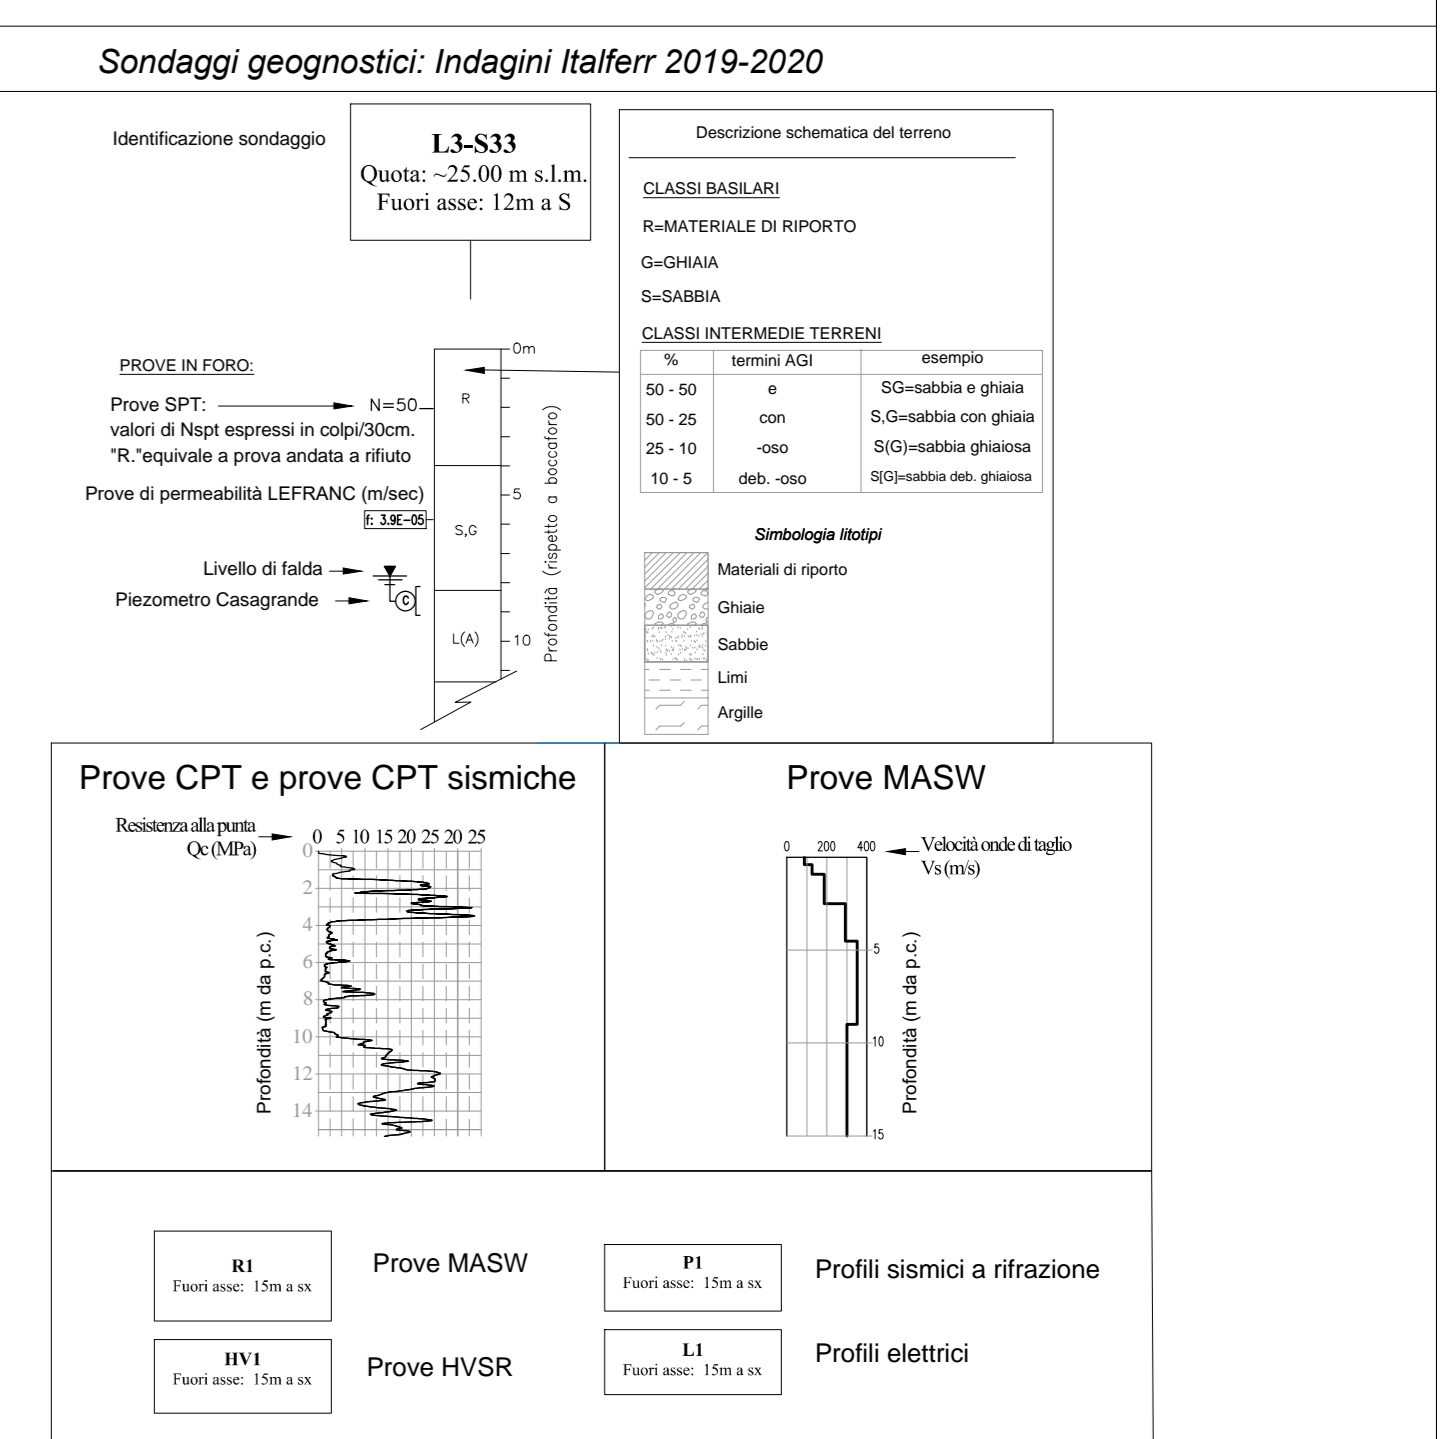 Sondaggi geognostici: Indagini Italferr 2019-2020
Identificazione sondaggio
L3-S33
Quota: ~25.00 m s.l.m.
Fuori asse: 12m a S
Descrizione schematica del terreno
CLASSI BASILARI
R=MATERIALE DI RIPORTO
G=GHIAIA
S=SABBIA
CLASSI INTERMEDIE TERRENI
% termini AGI esempio
50 - 50 e SG=sabbia e ghiaia
50 - 25 con S,G=sabbia con ghiaia
25 - 10 -oso S(G)=sabbia ghiaiosa
10 - 5 deb. -oso S[G]=sabbia deb. ghiaiosa
Simbologia litotipi
Materiali di riporto
Ghiaie
Sabbie
Limi
Argille
PROVE IN FORO:
Prove SPT:
N=50
valori di Nspt espressi in colpi/30cm.
"R."equivale a prova andata a rifiuto
Prove di permeabilità LEFRANC (m/sec)
f: 3.9E-05
Livello di falda
Piezometro Casagrande
C
R
S,G
L(A)
0m
5
10
Profondità (rispetto a boccaforo)
Prove CPT e prove CPT sismiche
Resistenza alla punta
Qc (MPa)
0 5 10 15 20 25 20 25
0
2
4
6
8
10
12
14
Profondità (m da p.c.)
Prove MASW
0 200 400
Velocità onde di taglio
Vs (m/s)
5
10
15
Profondità (m da p.c.)
R1
Fuori asse: 15m a sx
Prove MASW
P1
Fuori asse: 15m a sx
Profili sismici a rifrazione
HV1
Fuori asse: 15m a sx
Prove HVSR
L1
Fuori asse: 15m a sx
Profili elettrici